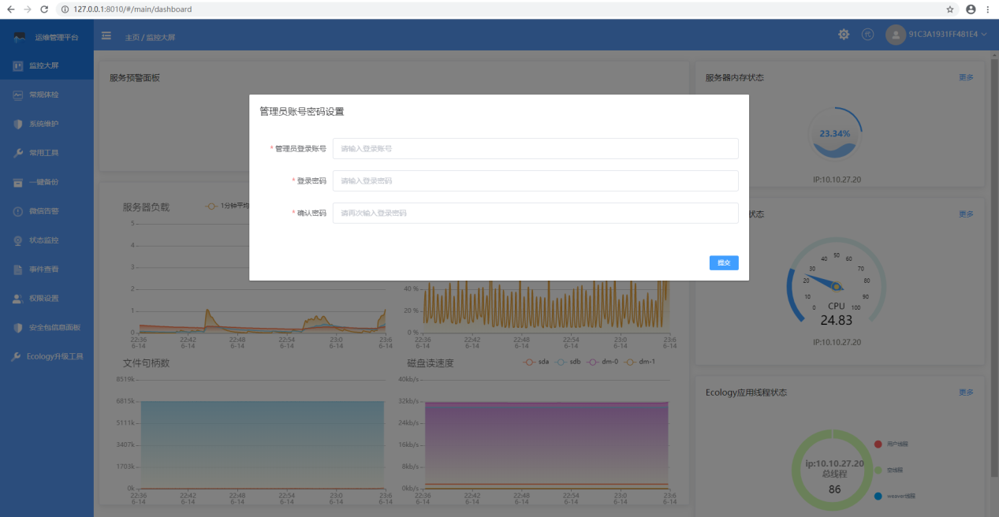 127.0.0.1:8010/#/main/dashboard
运维管理平台
主页 / 监控大屏
代
91C3A1931FF481E4
监控大屏
常规体检
系统维护
常用工具
一键备份
微信告警
状态监控
事件查看
权限设置
安全包信息面板
Ecology升级工具
服务预警面板
管理员账号密码设置
* 管理员登录账号
请输入登录账号
* 登录密码
请输入登录密码
* 确认密码
请再次输入登录密码
提交
服务器负载
1分钟平均
5
4
3
2
1
0
22:36 6-14
22:42 6-14
22:48 6-14
22:54 6-14
23:0 6-14
23:6 6-14
40 %
20 %
0 %
22:36 6-14
22:42 6-14
22:48 6-14
22:54 6-14
23:0 6-14
23:6 6-14
文件句柄数
8519k
6815k
5111k
3407k
1703k
0k
22:36 6-14
22:42 6-14
22:48 6-14
22:54 6-14
23:0 6-14
23:6 6-14
磁盘读速度
sda
sdb
dm-0
dm-1
40kb/s
32kb/s
24kb/s
16kb/s
8kb/s
0kb/s
22:36 6-14
22:42 6-14
22:48 6-14
22:54 6-14
23:0 6-14
23:6 6-14
服务器内存状态
更多
23.34%
IP:10.10.27.20
状态
更多
0
10
20
30
40
50
60
70
80
90
100
CPU
24.83
IP:10.10.27.20
Ecology应用线程状态
更多
ip:10.10.27.20
总线程
86
用户线程
空线程
weaver线程